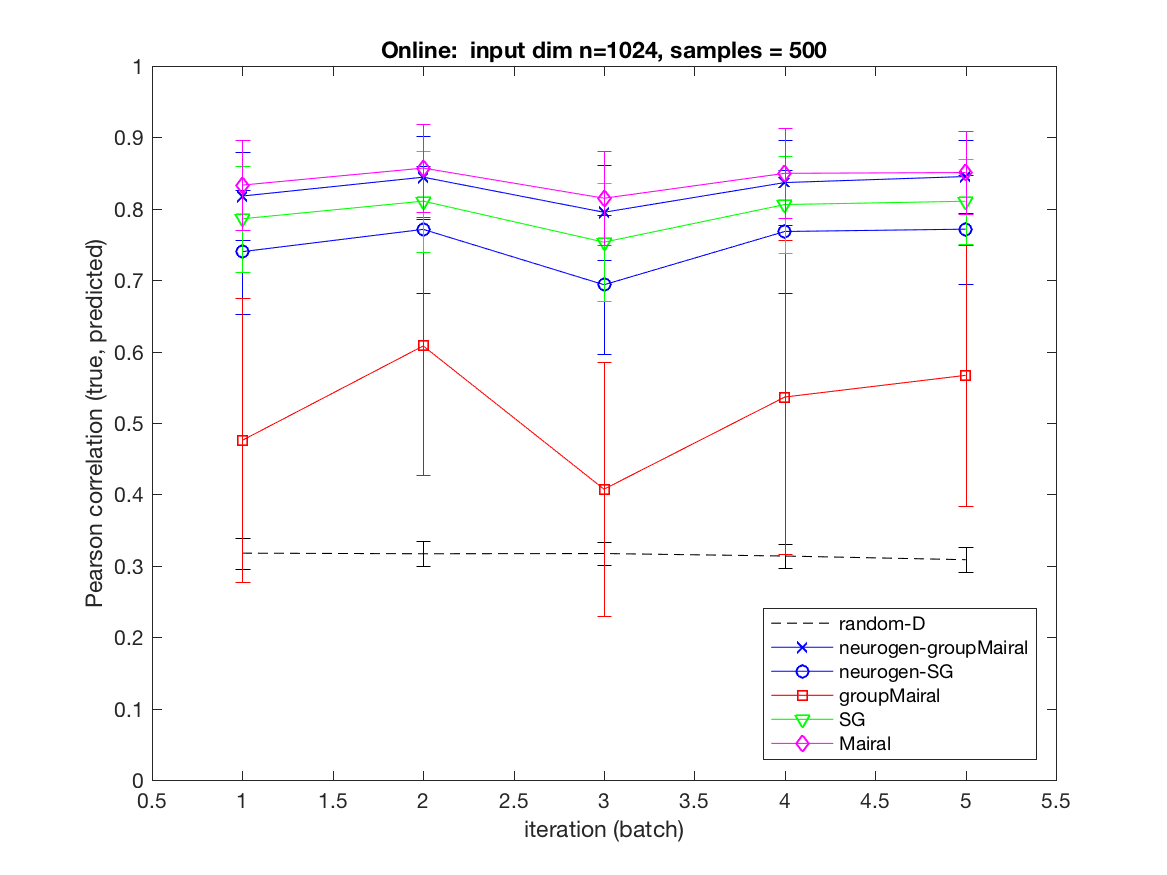 Online:  input dim n=1024, samples = 500
1
0.9
0.8
0.7
0.6
0.5
0.4
0.3
0.2
0.1
0
Pearson correlation (true, predicted)
random-D
neurogen-groupMairal
neurogen-SG
groupMairal
SG
Mairal
0.5 1 1.5 2 2.5 3 3.5 4 4.5 5 5.5
iteration (batch)